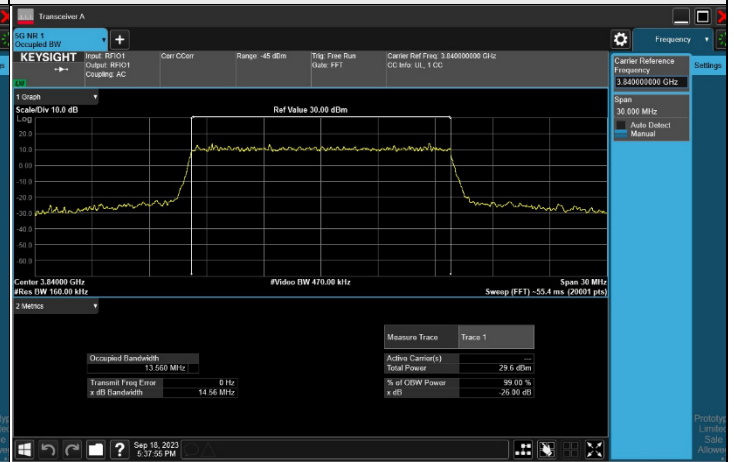 Transceiver A
5G NR 1
Occupied BW
+
Frequency
KEYSIGHT
Input: RFIO1
Output: RFIO1
Coupling: AC
Corr CCorr
Range: -45 dBm
Trig: Free Run
Gate: FFT
Carrier Ref Freq: 3.840000000 GHz
CC Info: UL, 1 CC
LV
Carrier Reference
Frequency
3.840000000 GHz
Settings
Span
30.000 MHz
Auto Detect
Manual
1 Graph
Scale/Div 10.0 dB
Ref Value 30.00 dBm
Log
20.0
10.0
0.00
-10.0
-20.0
-30.0
-40.0
-50.0
-60.0
Center 3.84000 GHz
#Video BW 470.00 kHz
Span 30 MHz
#Res BW 160.00 kHz
Sweep (FFT) ~55.4 ms (20001 pts)
2 Metrics
Measure Trace Trace 1
Occupied Bandwidth
13.560 MHz
Active Carrier(s) ---
Total Power 29.6 dBm
Transmit Freq Error 0 Hz
x dB Bandwidth 14.56 MHz
% of OBW Power 99.00 %
x dB -26.00 dB
?
Sep 18, 2023
5:37:55 PM
Sale